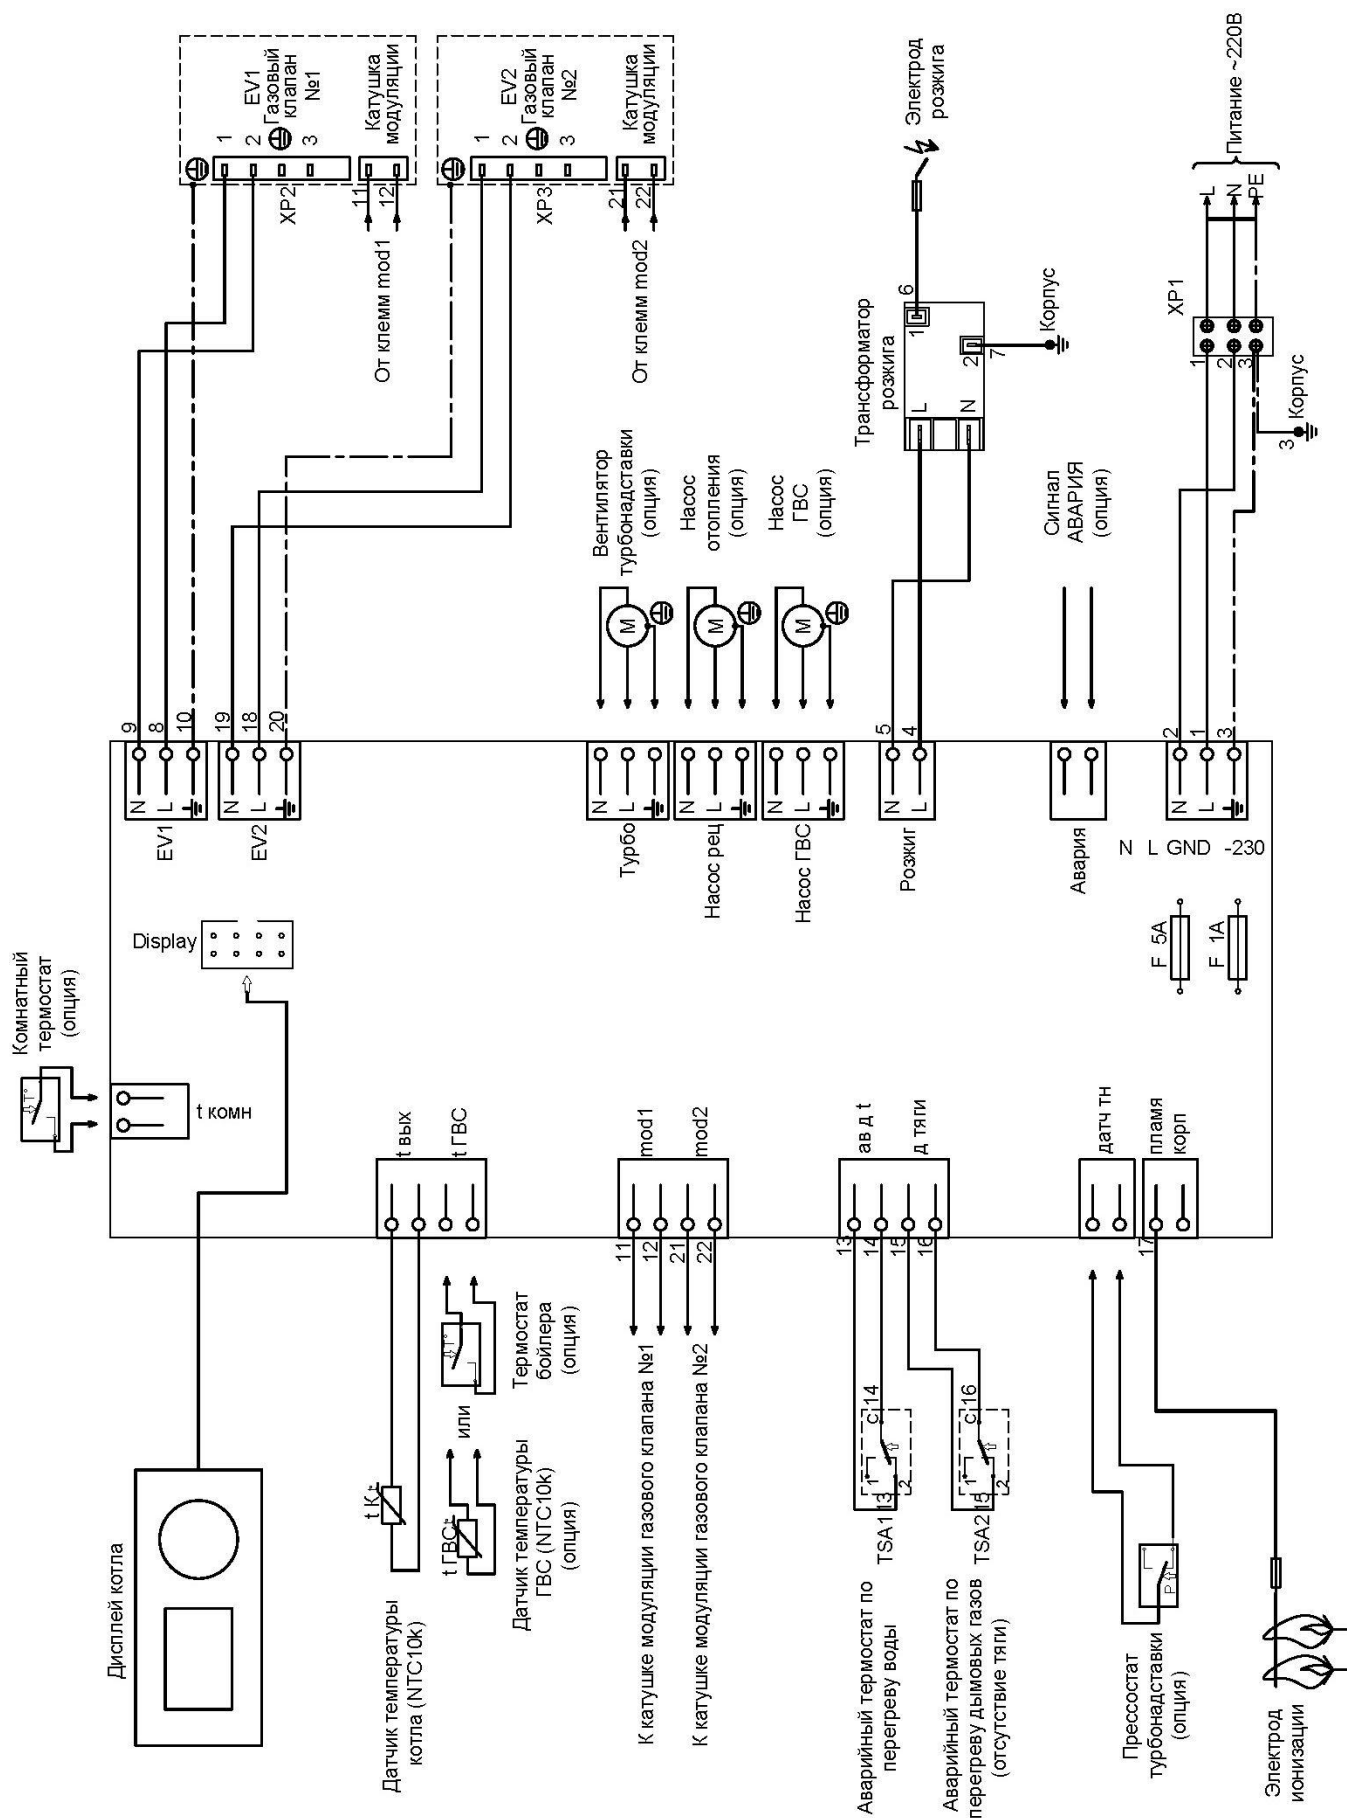 Дисплей котла
Комнатный
термостат
(опция)
t комн
Display
EV1
Газовый
клапан
№1
1
2
3
XP2
Катушка
модуляции
11
12
От клемм mod1
EV2
Газовый
клапан
№2
1
2
3
XP3
Катушка
модуляции
21
22
От клемм mod2
9
8
10
N
L
EV1
19
18
20
N
L
EV2
Датчик температуры
котла (NTC10k)
t К
t
t вых
t ГВС
Датчик температуры
ГВС (NTC10k)
(опция)
t ГВС
t
или
T°
Термостат
бойлера
(опция)
T°
К катушке модуляции газового клапана №1
К катушке модуляции газового клапана №2
11
12
21
22
mod1
mod2
Вентилятор
турбонадставки
(опция)
M
N
L
Турбо
Насос
отопления
(опция)
M
N
L
Насос рец
Насос
ГВС
(опция)
M
N
L
Насос ГВС
Аварийный термостат по
перегреву воды
TSA1
13
14
1
2
C
Аварийный термостат по
перегреву дымовых газов
(отсутствие тяги)
TSA2
15
16
1
2
C
13
14
15
16
ав д t
д тяги
Трансформатор
розжига
L
N
1
6
2
7
Корпус
Электрод
розжига
5
4
N
L
Розжиг
Сигнал
АВАРИЯ
(опция)
Авария
Прессостат
турбонадставки
(опция)
P
датч тн
Электрод
ионизации
17
пламя
корп
F 5A
F 1A
N L GND -230
N
L
2
1
3
XP1
1
2
3
3
Корпус
L
N
PE
Питание ~220В